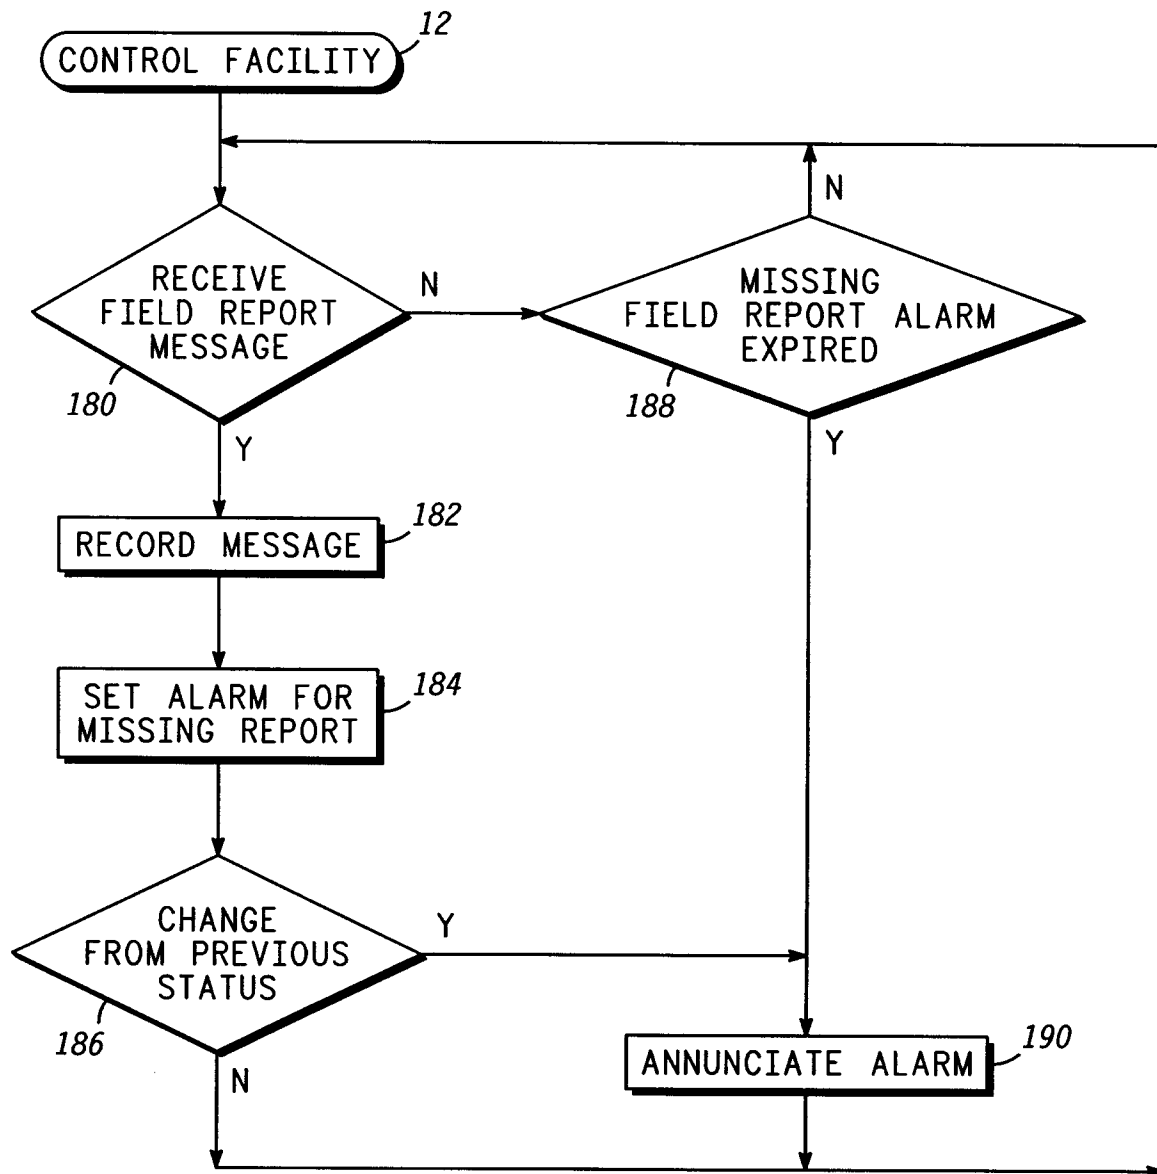 CONTROL FACILITY
12
N
RECEIVE
FIELD REPORT
MESSAGE
180
N
MISSING
FIELD REPORT ALARM
EXPIRED
188
Y
Y
RECORD MESSAGE
182
SET ALARM FOR
MISSING REPORT
184
CHANGE
FROM PREVIOUS
STATUS
186
Y
N
ANNUNCIATE ALARM
190